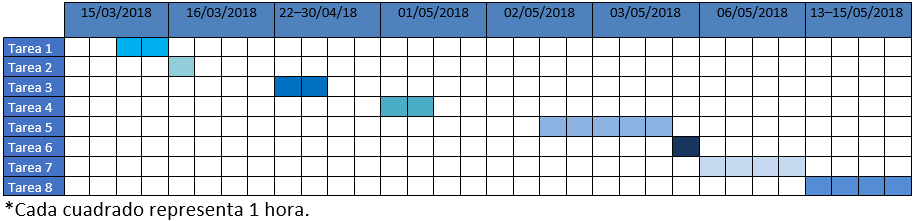 15/03/2018 16/03/2018 22–30/04/18 01/05/2018 02/05/2018 03/05/2018 06/05/2018 13–15/05/2018
Tarea 1
Tarea 2
Tarea 3
Tarea 4
Tarea 5
Tarea 6
Tarea 7
Tarea 8
*Cada cuadrado representa 1 hora.